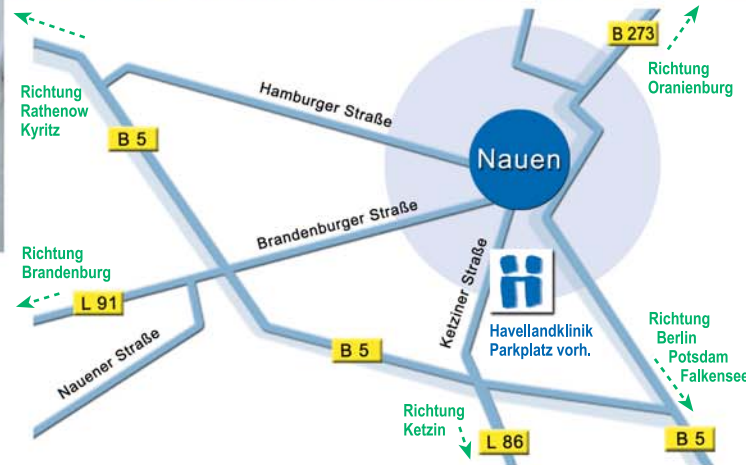 B 273
Richtung
Oranienburg
Richtung
Rathenow
Kyritz
Hamburger Straße
B 5
Nauen
Brandenburger Straße
Richtung
Brandenburg
L 91
Ketziner Straße
Havellandklinik
Parkplatz vorh.
Nauener Straße
B 5
Richtung
Berlin
Potsdam
Falkensee
Richtung
Ketzin
L 86
B 5